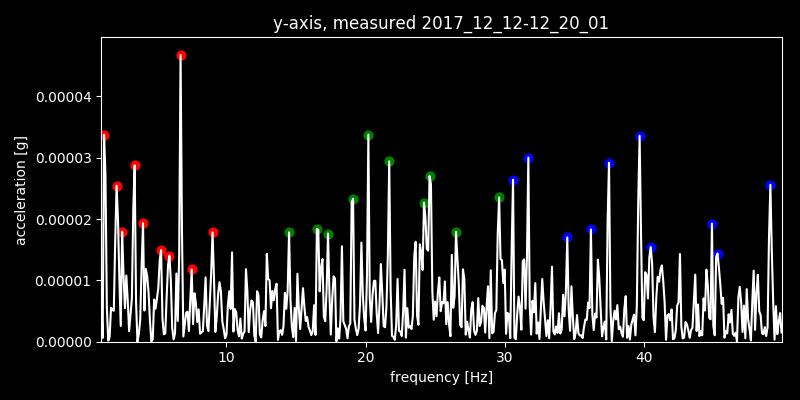 y-axis, measured 2017_12_12-12_20_01
acceleration [g]
0.00004
0.00003
0.00002
0.00001
0.00000
10 20 30 40
frequency [Hz]